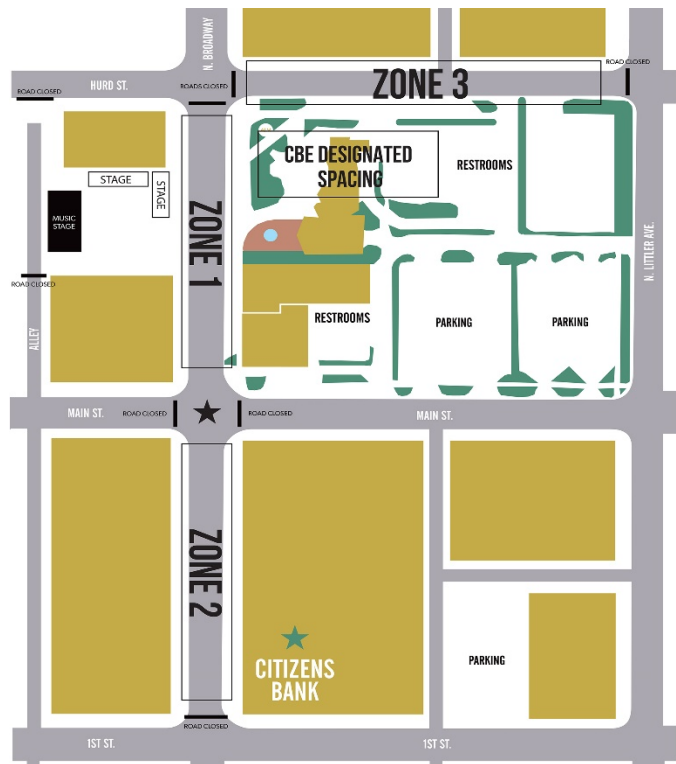 N. BROADWAY
ROAD CLOSED
ZONE 3
HURD ST.
ROADS CLOSED
ROAD CLOSED
CBE DESIGNATED
SPACING
RESTROOMS
STAGE
STAGE
MUSIC
STAGE
ZONE 1
N. LITTLER AVE.
ROAD CLOSED
ALLEY
RESTROOMS
PARKING
PARKING
MAIN ST.
ROAD CLOSED
ROAD CLOSED
MAIN ST.
ZONE 2
CITIZENS
BANK
PARKING
ROAD CLOSED
1ST ST.
1ST ST.